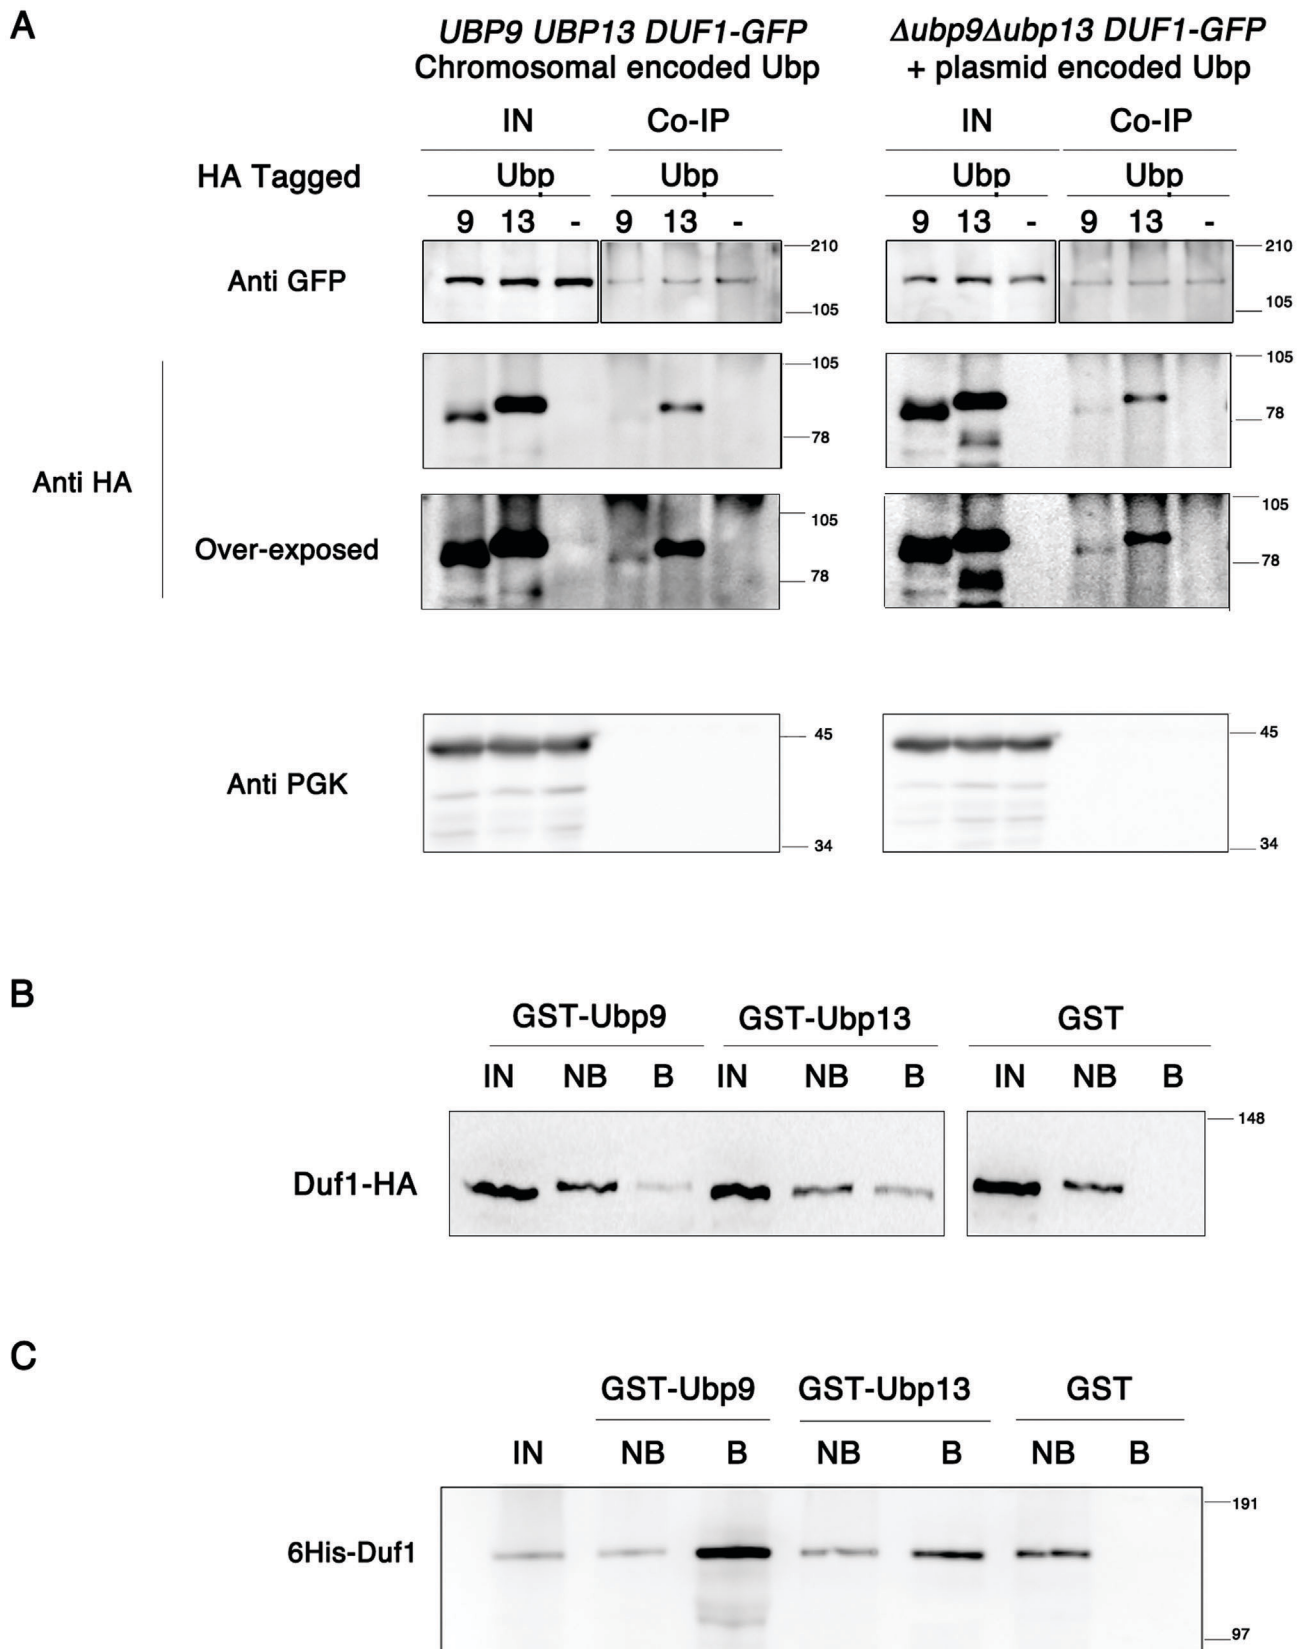 A
UBP9 UBP13 DUF1-GFP
Chromosomal encoded Ubp
Δubp9Δubp13 DUF1-GFP
+ plasmid encoded Ubp
IN Co-IP IN Co-IP
HA Tagged Ubp Ubp Ubp Ubp
9 13 - 9 13 - 9 13 - 9 13 -
210 210
Anti GFP
105 105
105 105
78 78
Anti HA
105 105
Over-exposed
78 78
45 45
Anti PGK
34 34
B
GST-Ubp9 GST-Ubp13 GST
IN NB B IN NB B IN NB B
148
Duf1-HA
C
GST-Ubp9 GST-Ubp13 GST
IN NB B NB B NB B
191
6His-Duf1
97